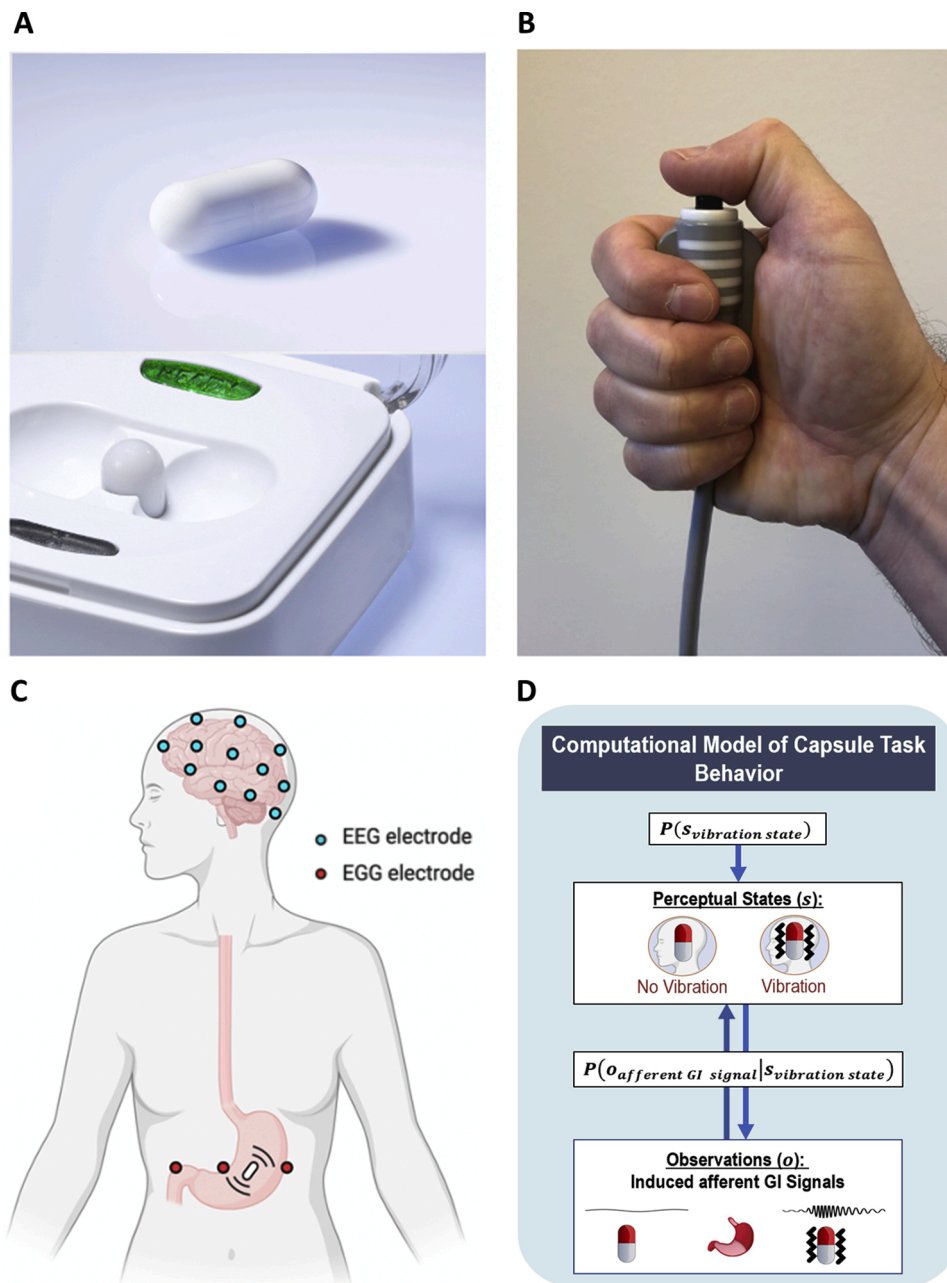 A
B
C
EEG electrode
EGG electrode
D
Computational Model of Capsule Task
Behavior
P(s_vibration state)
Perceptual States (s):
No Vibration
Vibration
P(o_afferent GI signal|s_vibration state)
Observations (o):
Induced afferent GI Signals